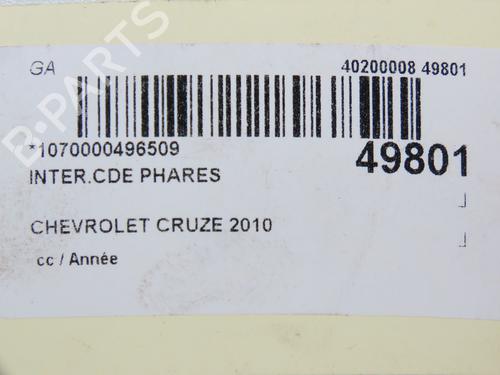 GA 40200008 49801
*1070000496509 49801
INTER.CDE PHARES
CHEVROLET CRUZE 2010
cc / Année
B-PARTS